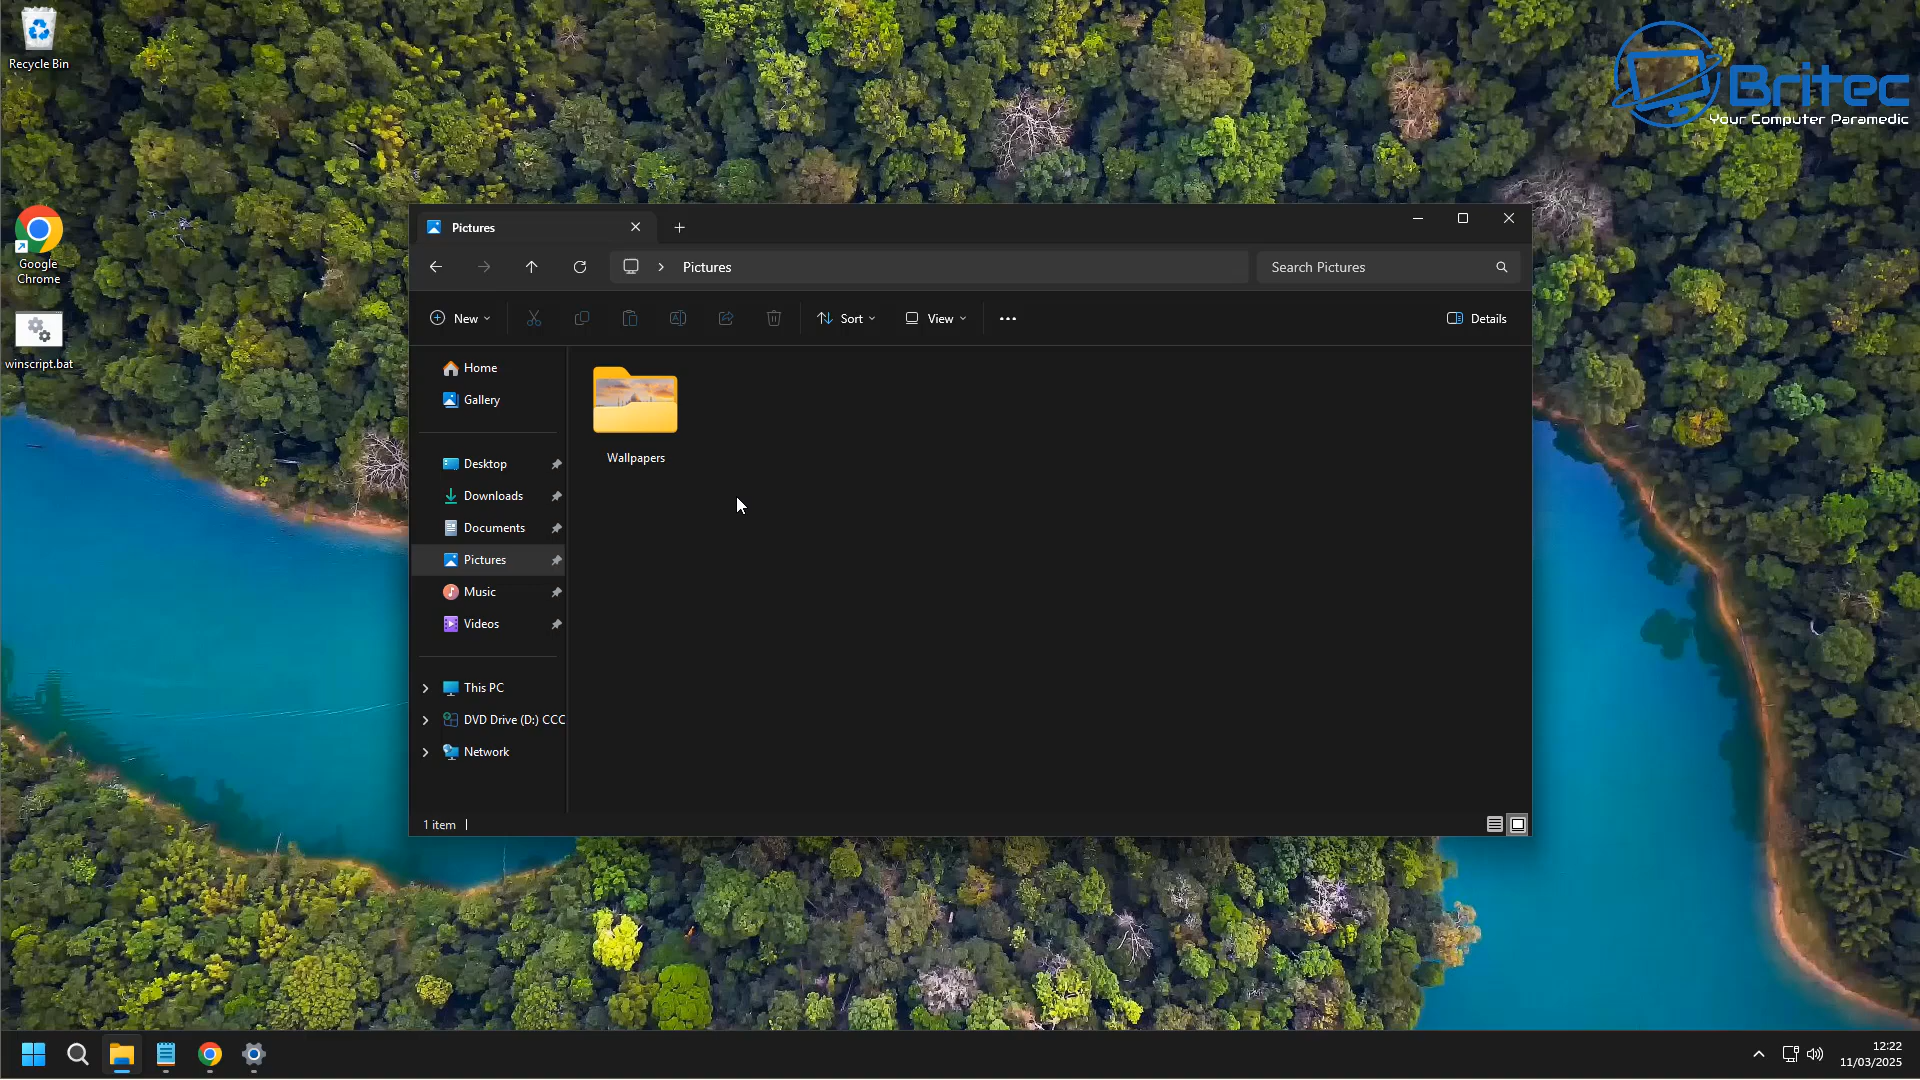 Recycle Bin
Google
Chrome
winscript.bat
Britec
Your Computer Paramedic
Pictures
Pictures
Search Pictures
New
Sort
View
Details
Home
Gallery
Desktop
Downloads
Documents
Pictures
Music
Videos
This PC
DVD Drive (D:) CCC
Network
Wallpapers
1 item
12:22
11/03/2025